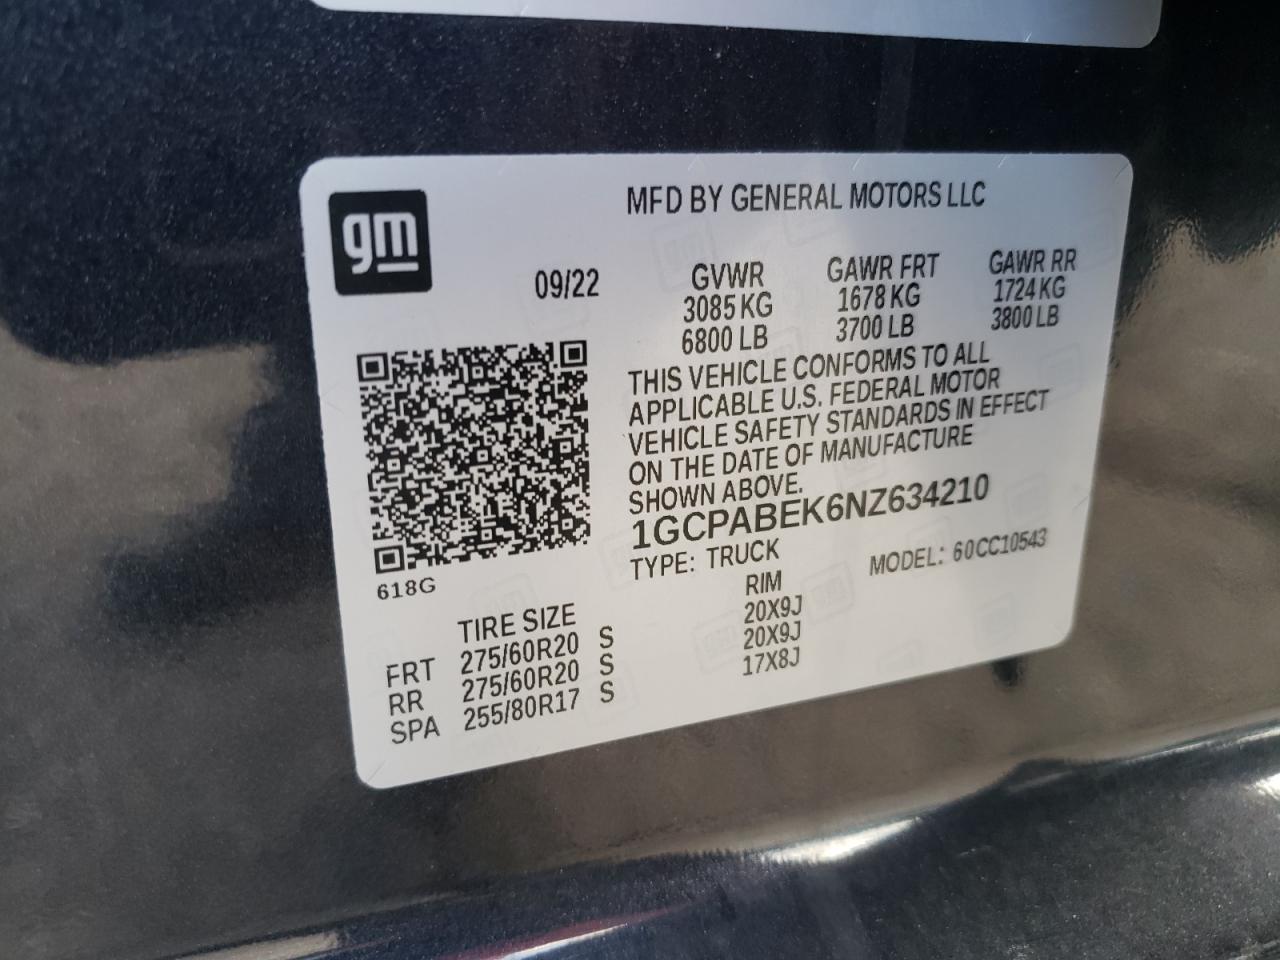 gm
MFD BY GENERAL MOTORS LLC
09/22
GVWR GAWR FRT GAWR RR
3085 KG 1678 KG 1724 KG
6800 LB 3700 LB 3800 LB
THIS VEHICLE CONFORMS TO ALL
APPLICABLE U.S. FEDERAL MOTOR
VEHICLE SAFETY STANDARDS IN EFFECT
ON THE DATE OF MANUFACTURE
SHOWN ABOVE.
1GCPABEK6NZ634210
TYPE: TRUCK MODEL: 60CC10543
618G
TIRE SIZE RIM
FRT 275/60R20 S 20X9J
RR 275/60R20 S 20X9J
SPA 255/80R17 S 17X8J